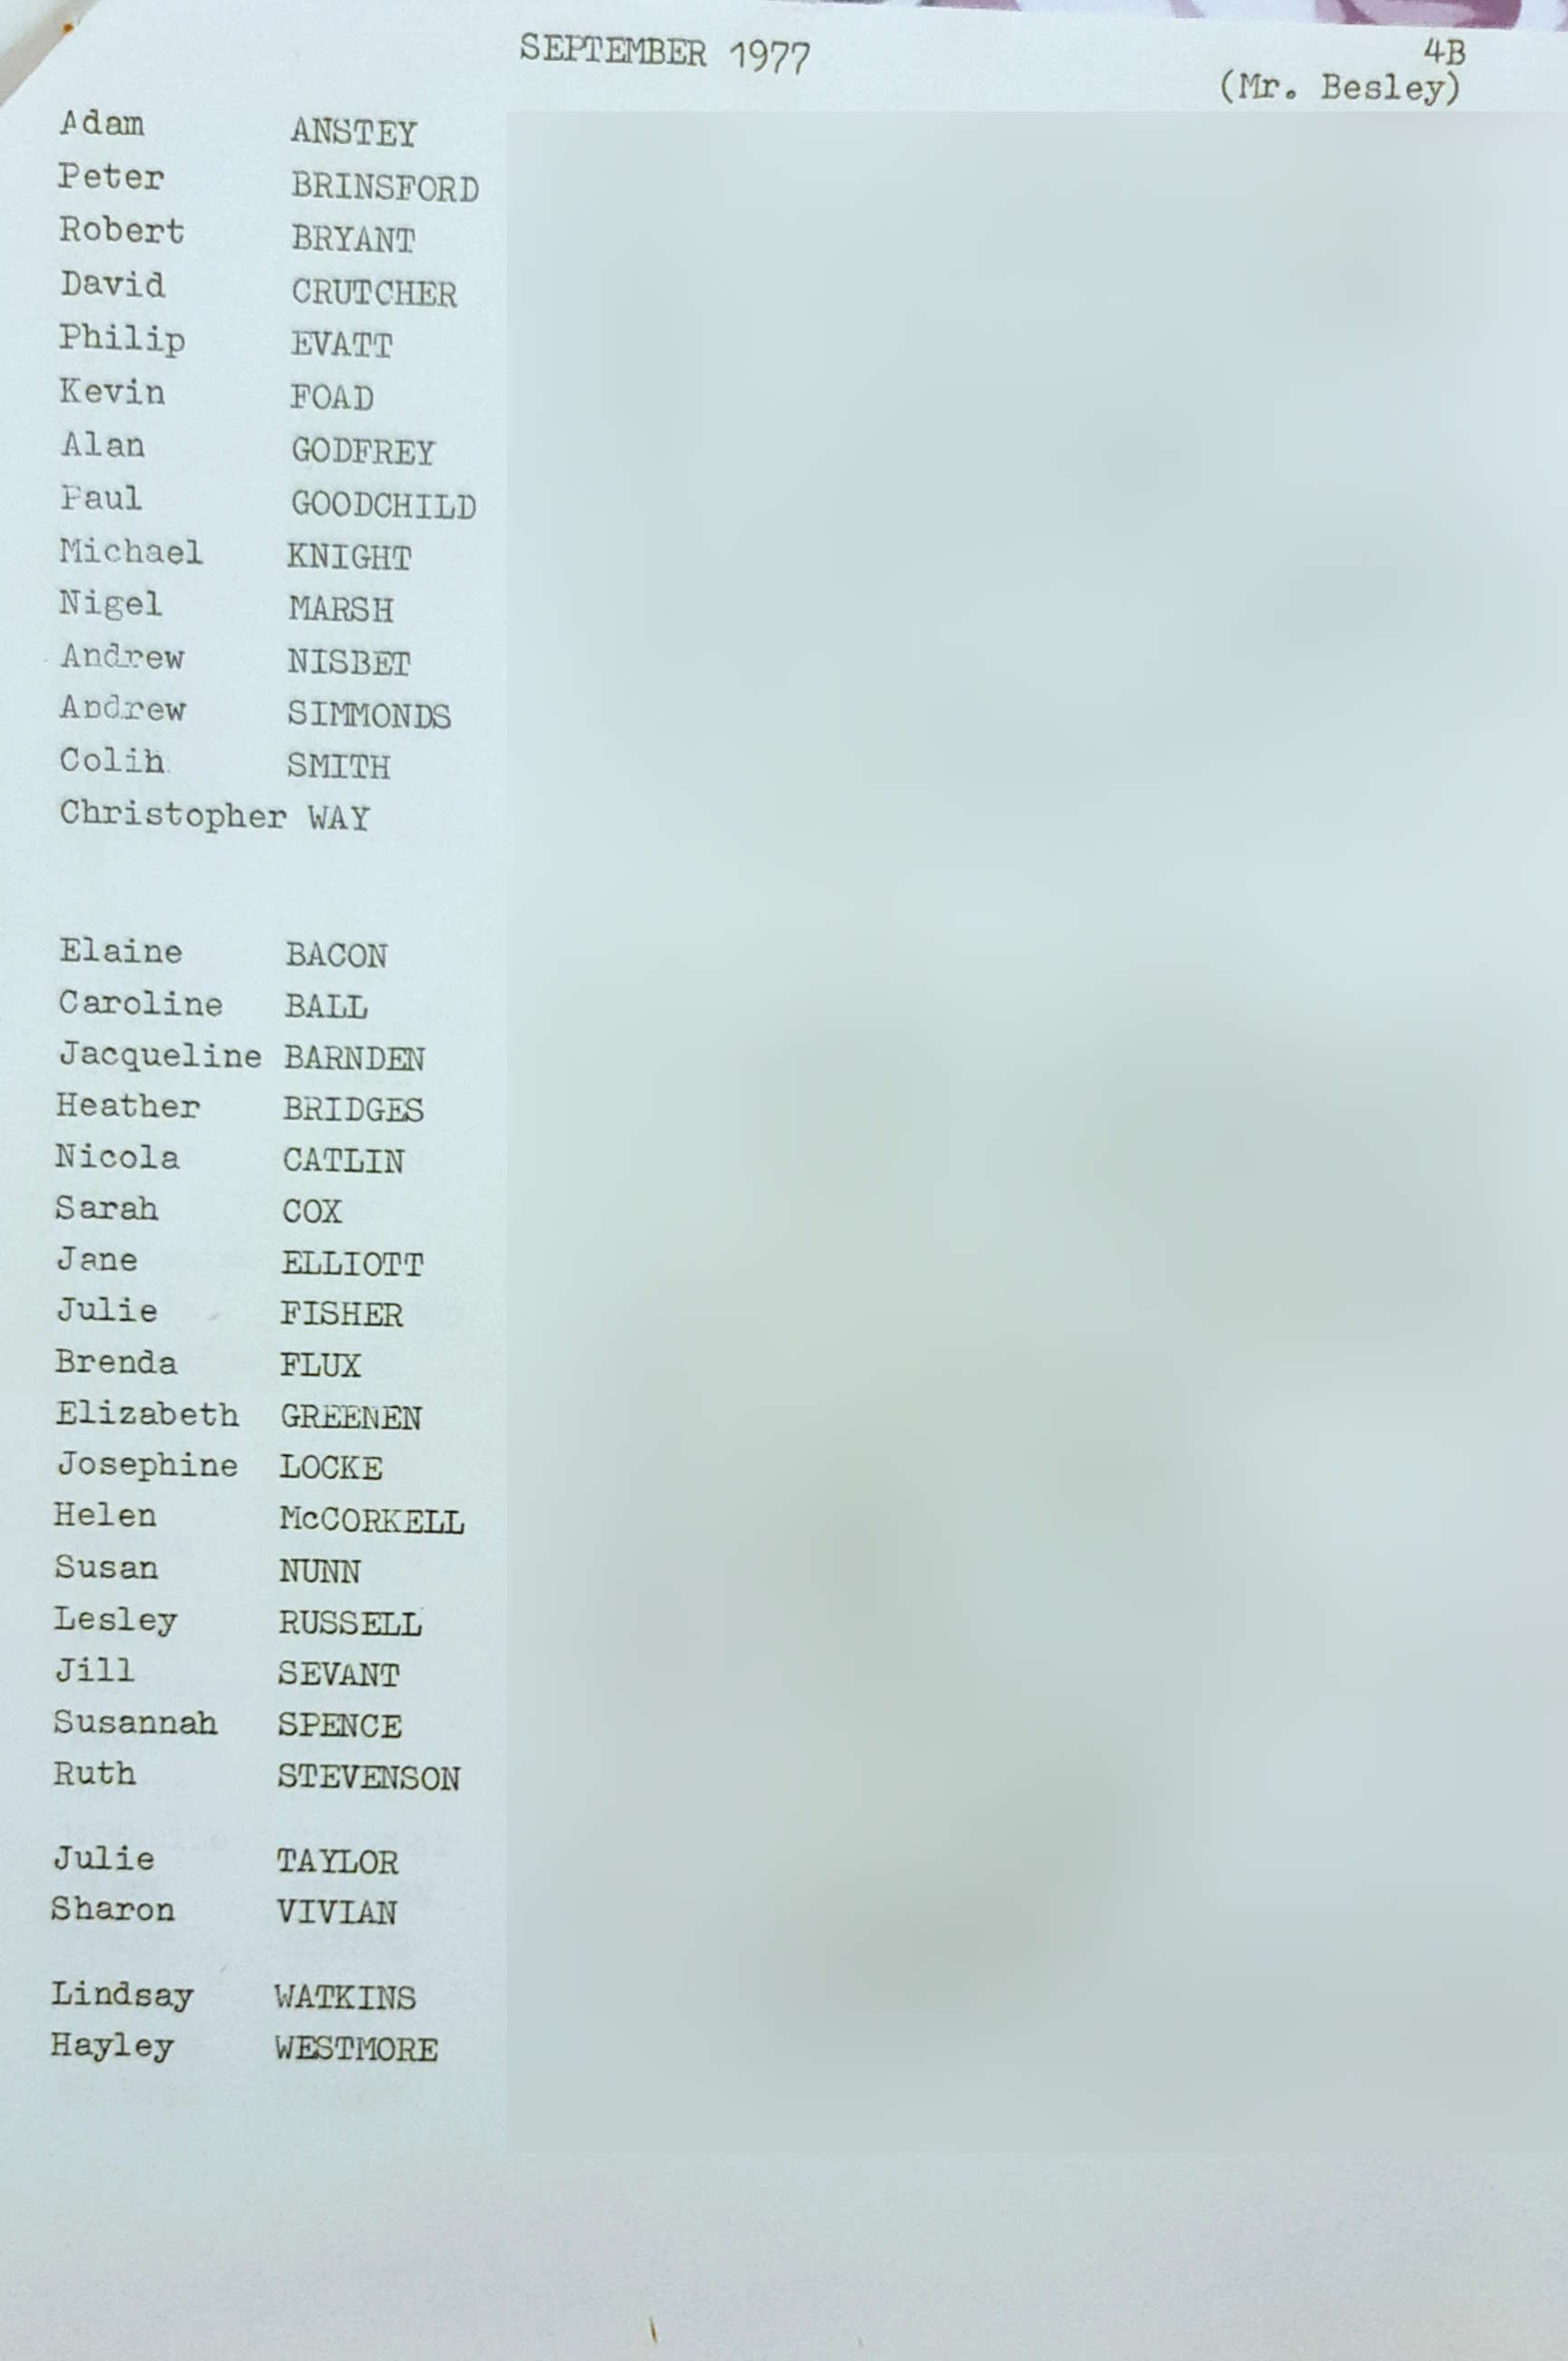 SEPTEMBER 1977 4B
(Mr. Besley)
Adam ANSTEY
Peter BRINSFORD
Robert BRYANT
David CRUTCHER
Philip EVATT
Kevin FOAD
Alan GODFREY
Paul GOODCHILD
Michael KNIGHT
Nigel MARSH
Andrew NISBET
Andrew SIMMONDS
Colin SMITH
Christopher WAY
Elaine BACON
Caroline BALL
Jacqueline BARNDEN
Heather BRIDGES
Nicola CATLIN
Sarah COX
Jane ELLIOTT
Julie FISHER
Brenda FLUX
Elizabeth GREENEN
Josephine LOCKE
Helen McCORKELL
Susan NUNN
Lesley RUSSELL
Jill SEVANT
Susannah SPENCE
Ruth STEVENSON
Julie TAYLOR
Sharon VIVIAN
Lindsay WATKINS
Hayley WESTMORE